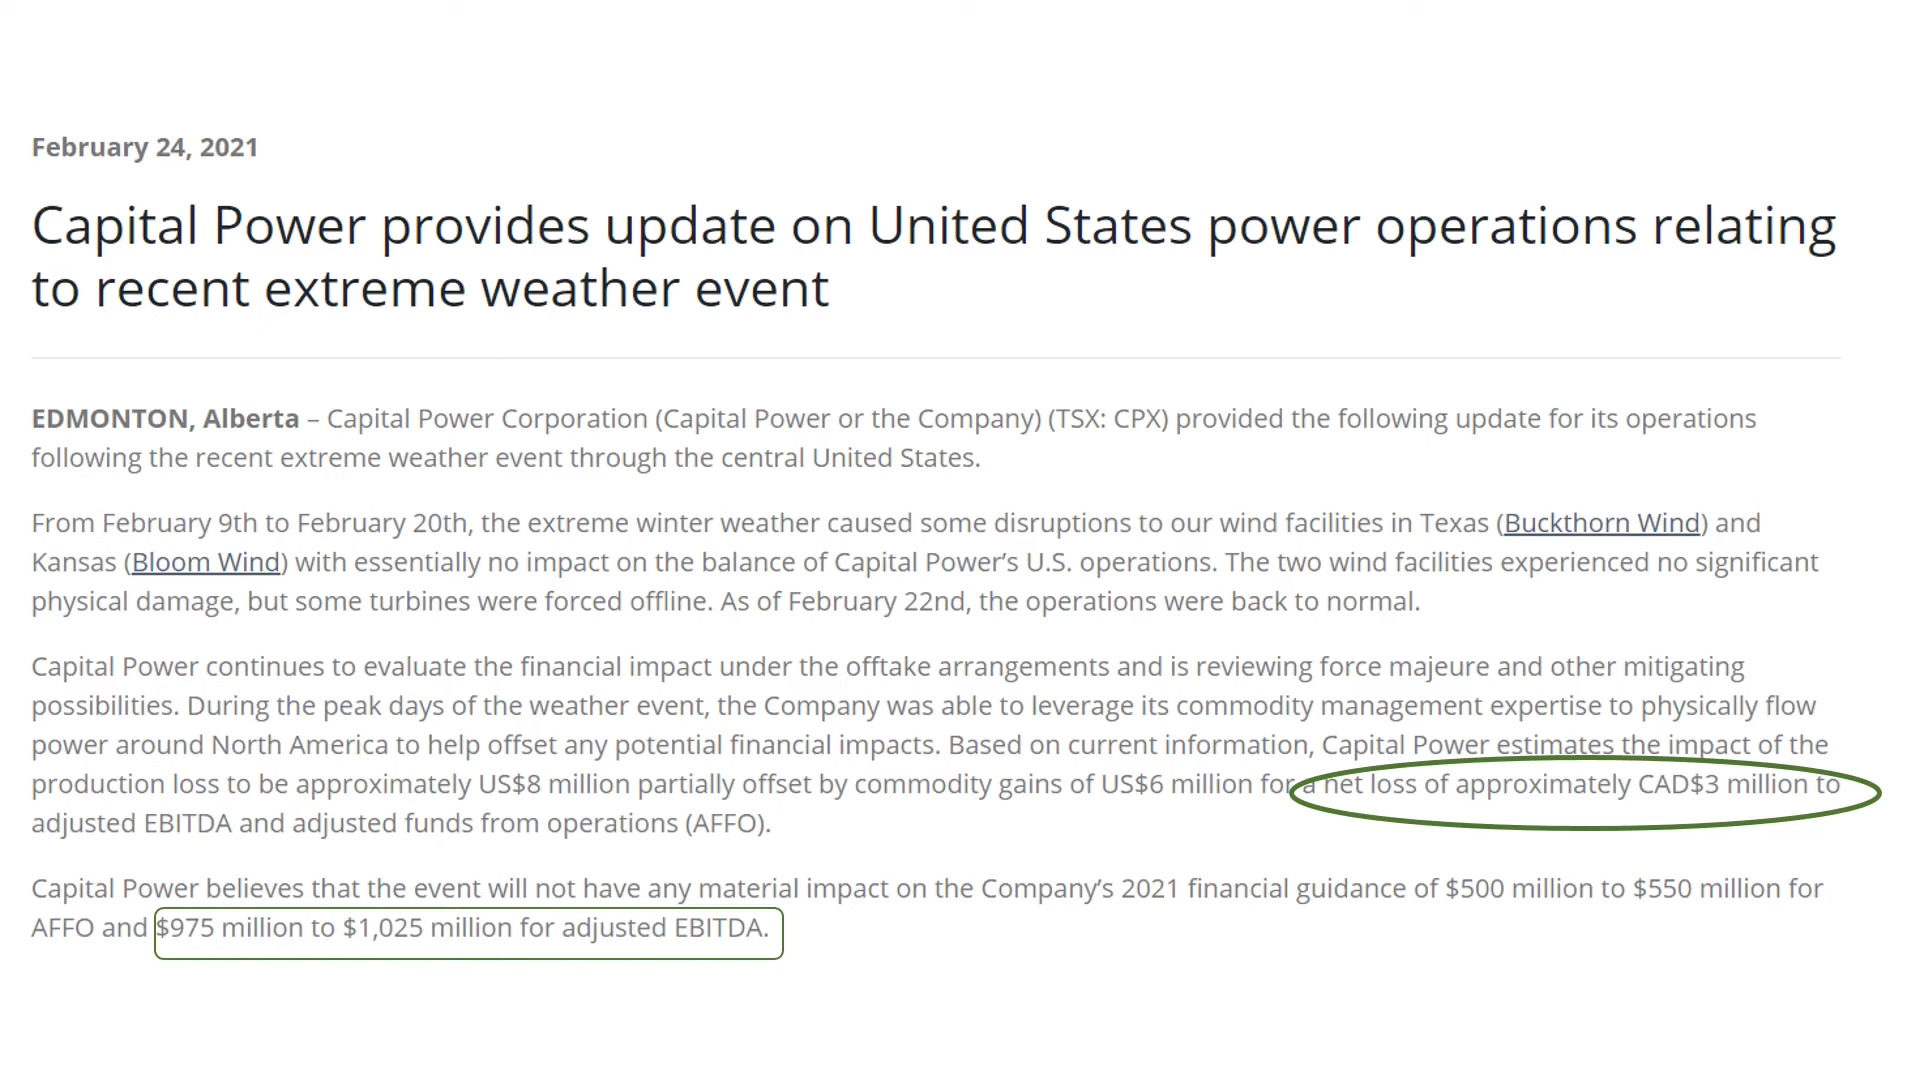 February 24, 2021
Capital Power provides update on United States power operations relating
to recent extreme weather event
EDMONTON, Alberta – Capital Power Corporation (Capital Power or the Company) (TSX: CPX) provided the following update for its operations
following the recent extreme weather event through the central United States.
From February 9th to February 20th, the extreme winter weather caused some disruptions to our wind facilities in Texas (Buckthorn Wind) and
Kansas (Bloom Wind) with essentially no impact on the balance of Capital Power’s U.S. operations. The two wind facilities experienced no significant
physical damage, but some turbines were forced offline. As of February 22nd, the operations were back to normal.
Capital Power continues to evaluate the financial impact under the offtake arrangements and is reviewing force majeure and other mitigating
possibilities. During the peak days of the weather event, the Company was able to leverage its commodity management expertise to physically flow
power around North America to help offset any potential financial impacts. Based on current information, Capital Power estimates the impact of the
production loss to be approximately US$8 million partially offset by commodity gains of US$6 million for a net loss of approximately CAD$3 million to
adjusted EBITDA and adjusted funds from operations (AFFO).
Capital Power believes that the event will not have any material impact on the Company’s 2021 financial guidance of $500 million to $550 million for
AFFO and $975 million to $1,025 million for adjusted EBITDA.